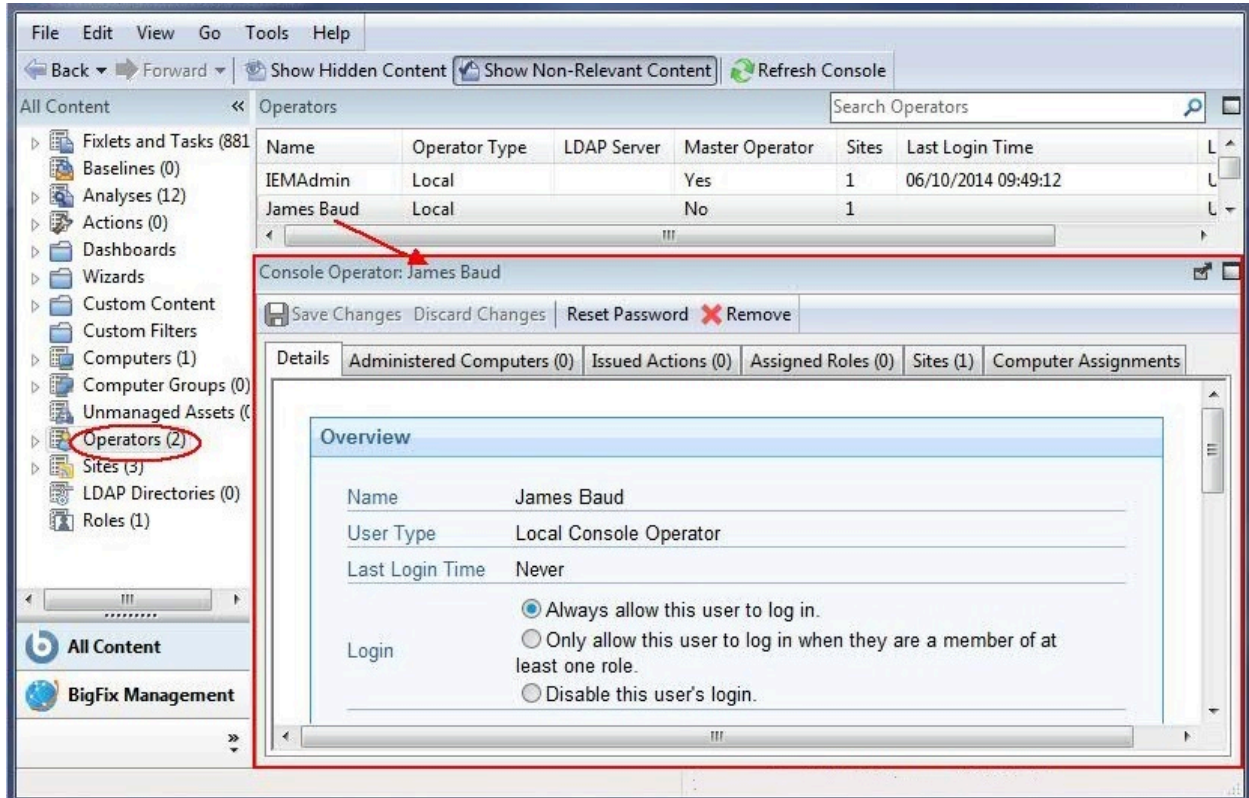 File Edit View Go Tools Help
Back Forward Show Hidden Content Show Non-Relevant Content Refresh Console
All Content «
Fixlets and Tasks (881
Baselines (0)
Analyses (12)
Actions (0)
Dashboards
Wizards
Custom Content
Custom Filters
Computers (1)
Computer Groups (0)
Unmanaged Assets (
Operators (2)
Sites (3)
LDAP Directories (0)
Roles (1)
All Content
BigFix Management
»
Operators Search Operators
Name Operator Type LDAP Server Master Operator Sites Last Login Time L
IEMAdmin Local Yes 1 06/10/2014 09:49:12
James Baud Local No 1
Console Operator: James Baud
Save Changes Discard Changes Reset Password Remove
Details Administered Computers (0) Issued Actions (0) Assigned Roles (0) Sites (1) Computer Assignments
Overview
Name James Baud
User Type Local Console Operator
Last Login Time Never
Login
Always allow this user to log in.
Only allow this user to log in when they are a member of at
least one role.
Disable this user's login.